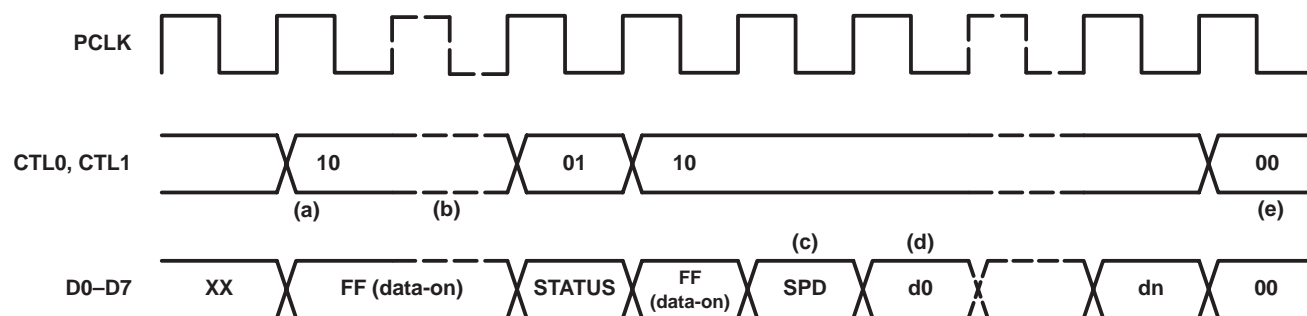 PCLK
CTL0, CTL1 10 01 10 00
(a) (b) (e)
(c) (d)
D0–D7 XX FF (data-on) STATUS FF (data-on) SPD d0 dn 00